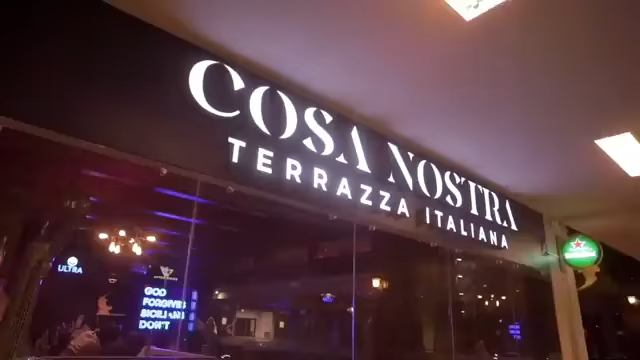 COSA NOSTRA
TERRAZZA ITALIANA
ULTRA
GOD
FORGIVES
SICILIANS
DON'T